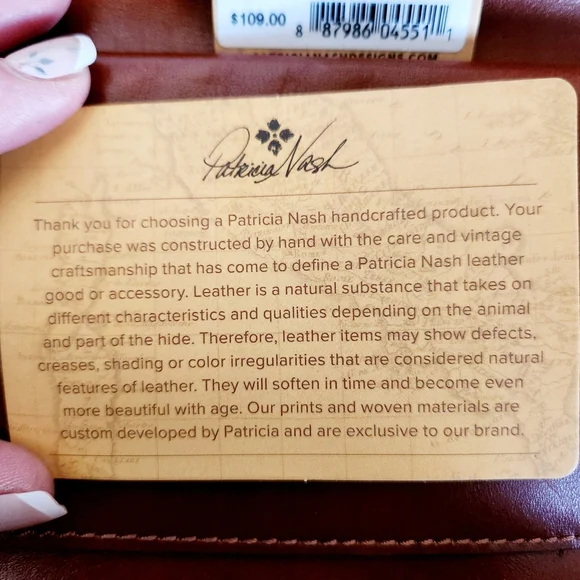 $109.00
8 87986 04551 1
PATRICIANASHDESIGNS.COM
Patricia Nash
Thank you for choosing a Patricia Nash handcrafted product. Your
purchase was constructed by hand with the care and vintage
craftsmanship that has come to define a Patricia Nash leather
good or accessory. Leather is a natural substance that takes on
different characteristics and qualities depending on the animal
and part of the hide. Therefore, leather items may show defects,
creases, shading or color irregularities that are considered natural
features of leather. They will soften in time and become even
more beautiful with age. Our prints and woven materials are
custom developed by Patricia and are exclusive to our brand.